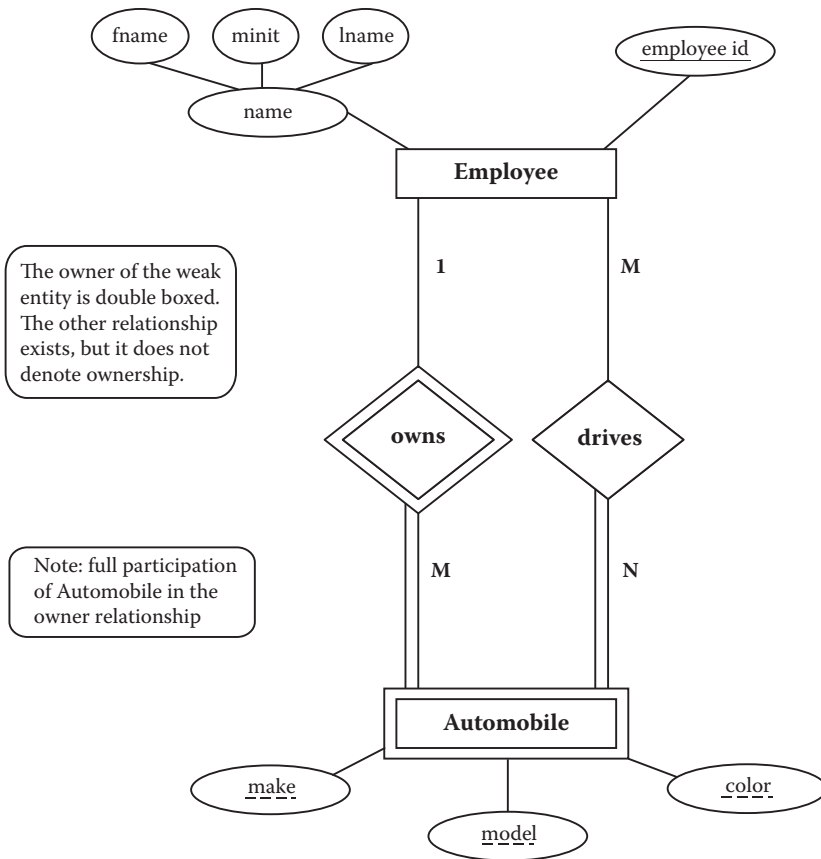 fname
minit
lname
employee id
name
Employee
1
M
The owner of the weak
entity is double boxed.
The other relationship
exists, but it does not
denote ownership.
owns
drives
Note: full participation
of Automobile in the
owner relationship
M
N
Automobile
make
color
model